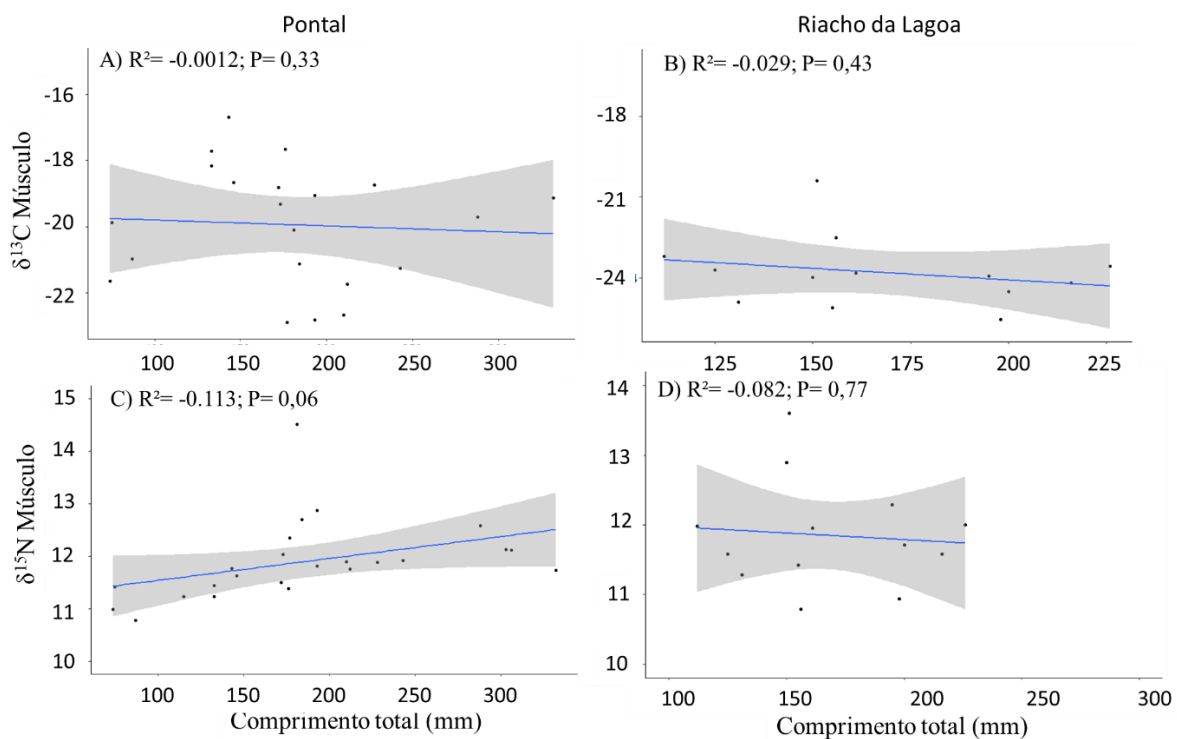 Pontal
Riacho da Lagoa
A) R²= -0.0012; P= 0,33
B) R²= -0.029; P= 0,43
δ¹³C Músculo
-16
-18
-20
-22
-18
-21
-24
100 150 200 250 300
125 150 175 200 225
C) R²= -0.113; P= 0,06
D) R²= -0.082; P= 0,77
δ¹⁵N Músculo
15
14
13
12
11
10
14
13
12
11
10
100 150 200 250 300
100 150 200 250 300
Comprimento total (mm)
Comprimento total (mm)